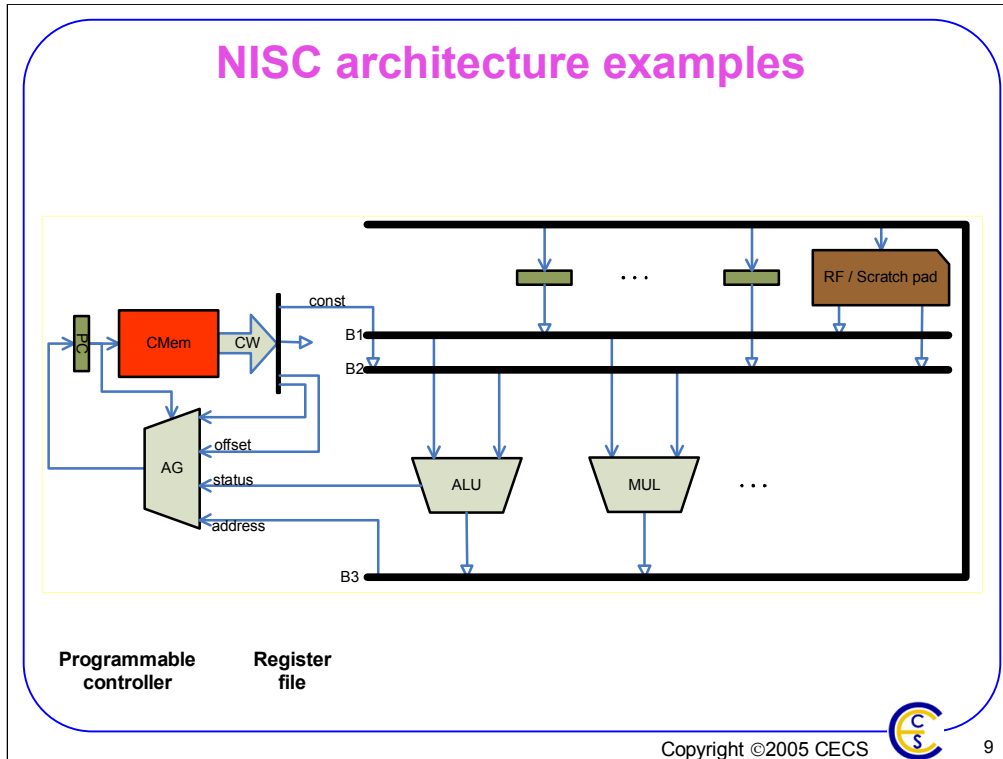 NISC architecture examples
RF / Scratch pad
. . .
const
B1
PC
CMem
CW
B2
offset
AG
status
ALU
MUL
. . .
address
B3
Programmable
controller
Register
file
Copyright ©2005 CECS
C
C
S
9